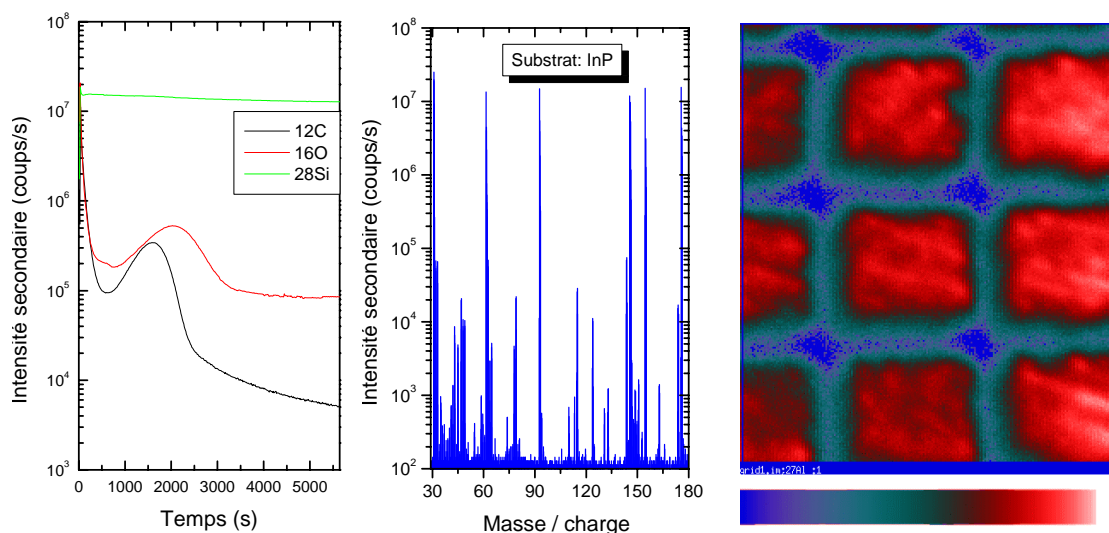 10⁸
10⁷
10⁶
10⁵
10⁴
10³
Intensité secondaire (coups/s)
12C
16O
28Si
0 1000 2000 3000 4000 5000
Temps (s)
10⁸
10⁷
10⁶
10⁵
10⁴
10³
10²
Intensité secondaire (coups/s)
Substrat: InP
30 60 90 120 150 180
Masse / charge
grid1.im:27Al :1